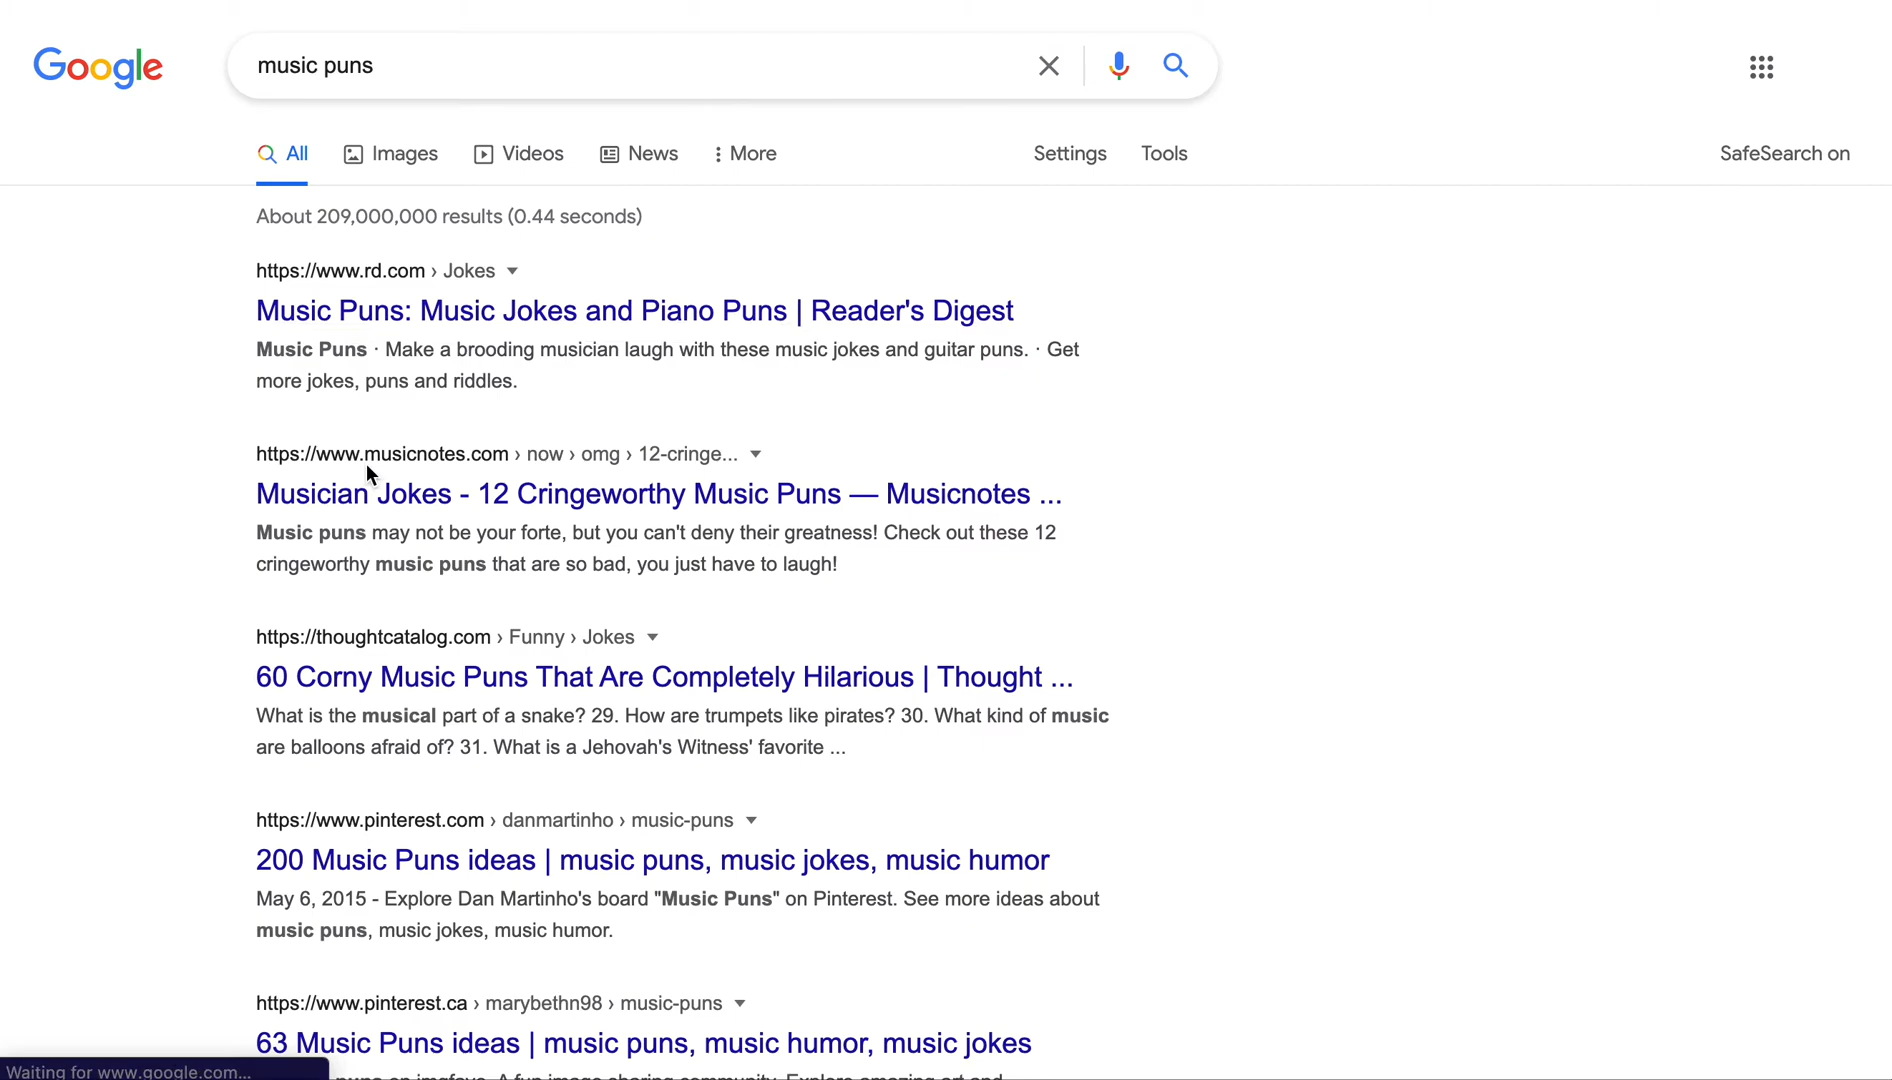 Google
music puns
All
Images
Videos
News
More
Settings
Tools
SafeSearch on
About 209,000,000 results (0.44 seconds)
https://www.rd.com › Jokes
Music Puns: Music Jokes and Piano Puns | Reader's Digest
Music Puns · Make a brooding musician laugh with these music jokes and guitar puns. · Get
more jokes, puns and riddles.
https://www.musicnotes.com › now › omg › 12-cringe...
Musician Jokes - 12 Cringeworthy Music Puns — Musicnotes ...
Music puns may not be your forte, but you can't deny their greatness! Check out these 12
cringeworthy music puns that are so bad, you just have to laugh!
https://thoughtcatalog.com › Funny › Jokes
60 Corny Music Puns That Are Completely Hilarious | Thought ...
What is the musical part of a snake? 29. How are trumpets like pirates? 30. What kind of music
are balloons afraid of? 31. What is a Jehovah's Witness' favorite ...
https://www.pinterest.com › danmartinho › music-puns
200 Music Puns ideas | music puns, music jokes, music humor
May 6, 2015 - Explore Dan Martinho's board "Music Puns" on Pinterest. See more ideas about
music puns, music jokes, music humor.
https://www.pinterest.ca › marybethn98 › music-puns
63 Music Puns ideas | music puns, music humor, music jokes
Waiting for www.google.com...